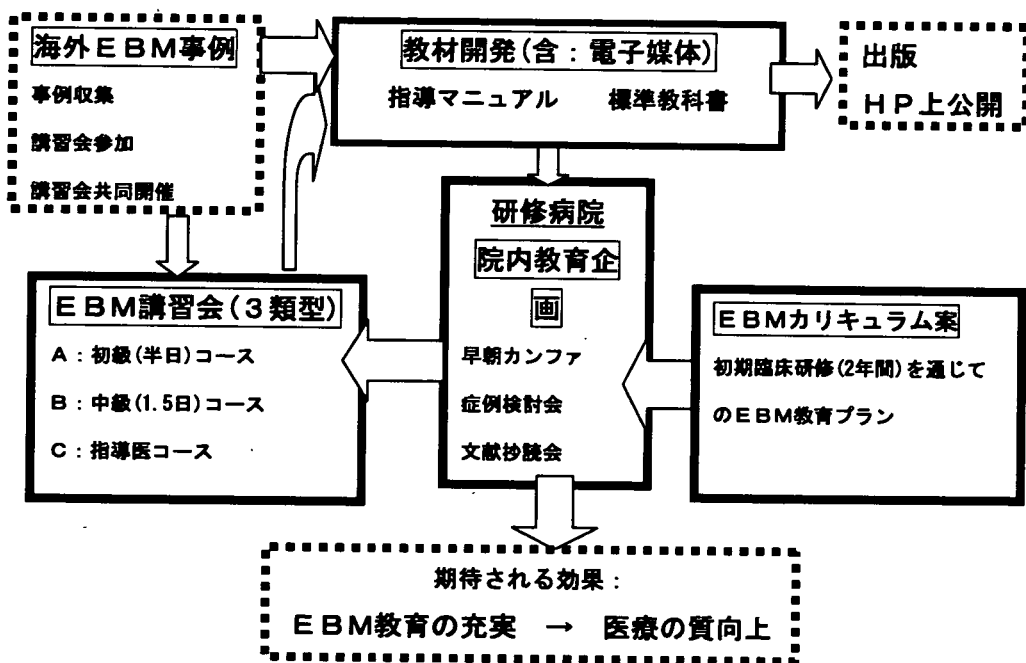 海外EBM事例
事例収集
講習会参加
講習会共同開催
教材開発(含：電子媒体)
指導マニュアル　標準教科書
出版
HP上公開
研修病院
院内教育企
画
早朝カンファ
症例検討会
文献抄読会
EBM講習会(3類型)
A：初級(半日)コース
B：中級(1.5日)コース
C：指導医コース
EBMカリキュラム案
初期臨床研修(2年間)を通じて
のEBM教育プラン
期待される効果：
EBM教育の充実　→　医療の質向上